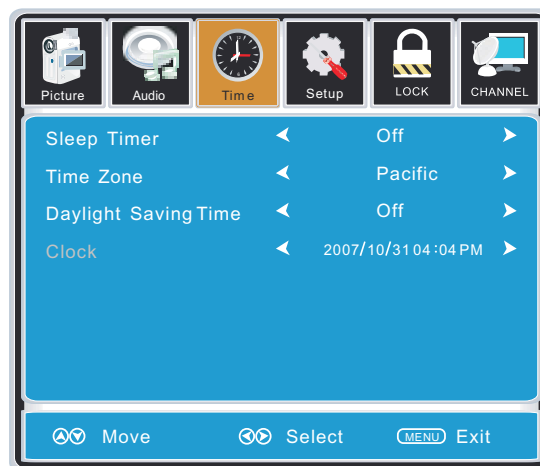 Picture Audio Time Setup LOCK CHANNEL
Sleep Timer Off
Time Zone Pacific
Daylight Saving Time Off
Clock 2007/10/31 04:04 PM
Move Select MENU Exit